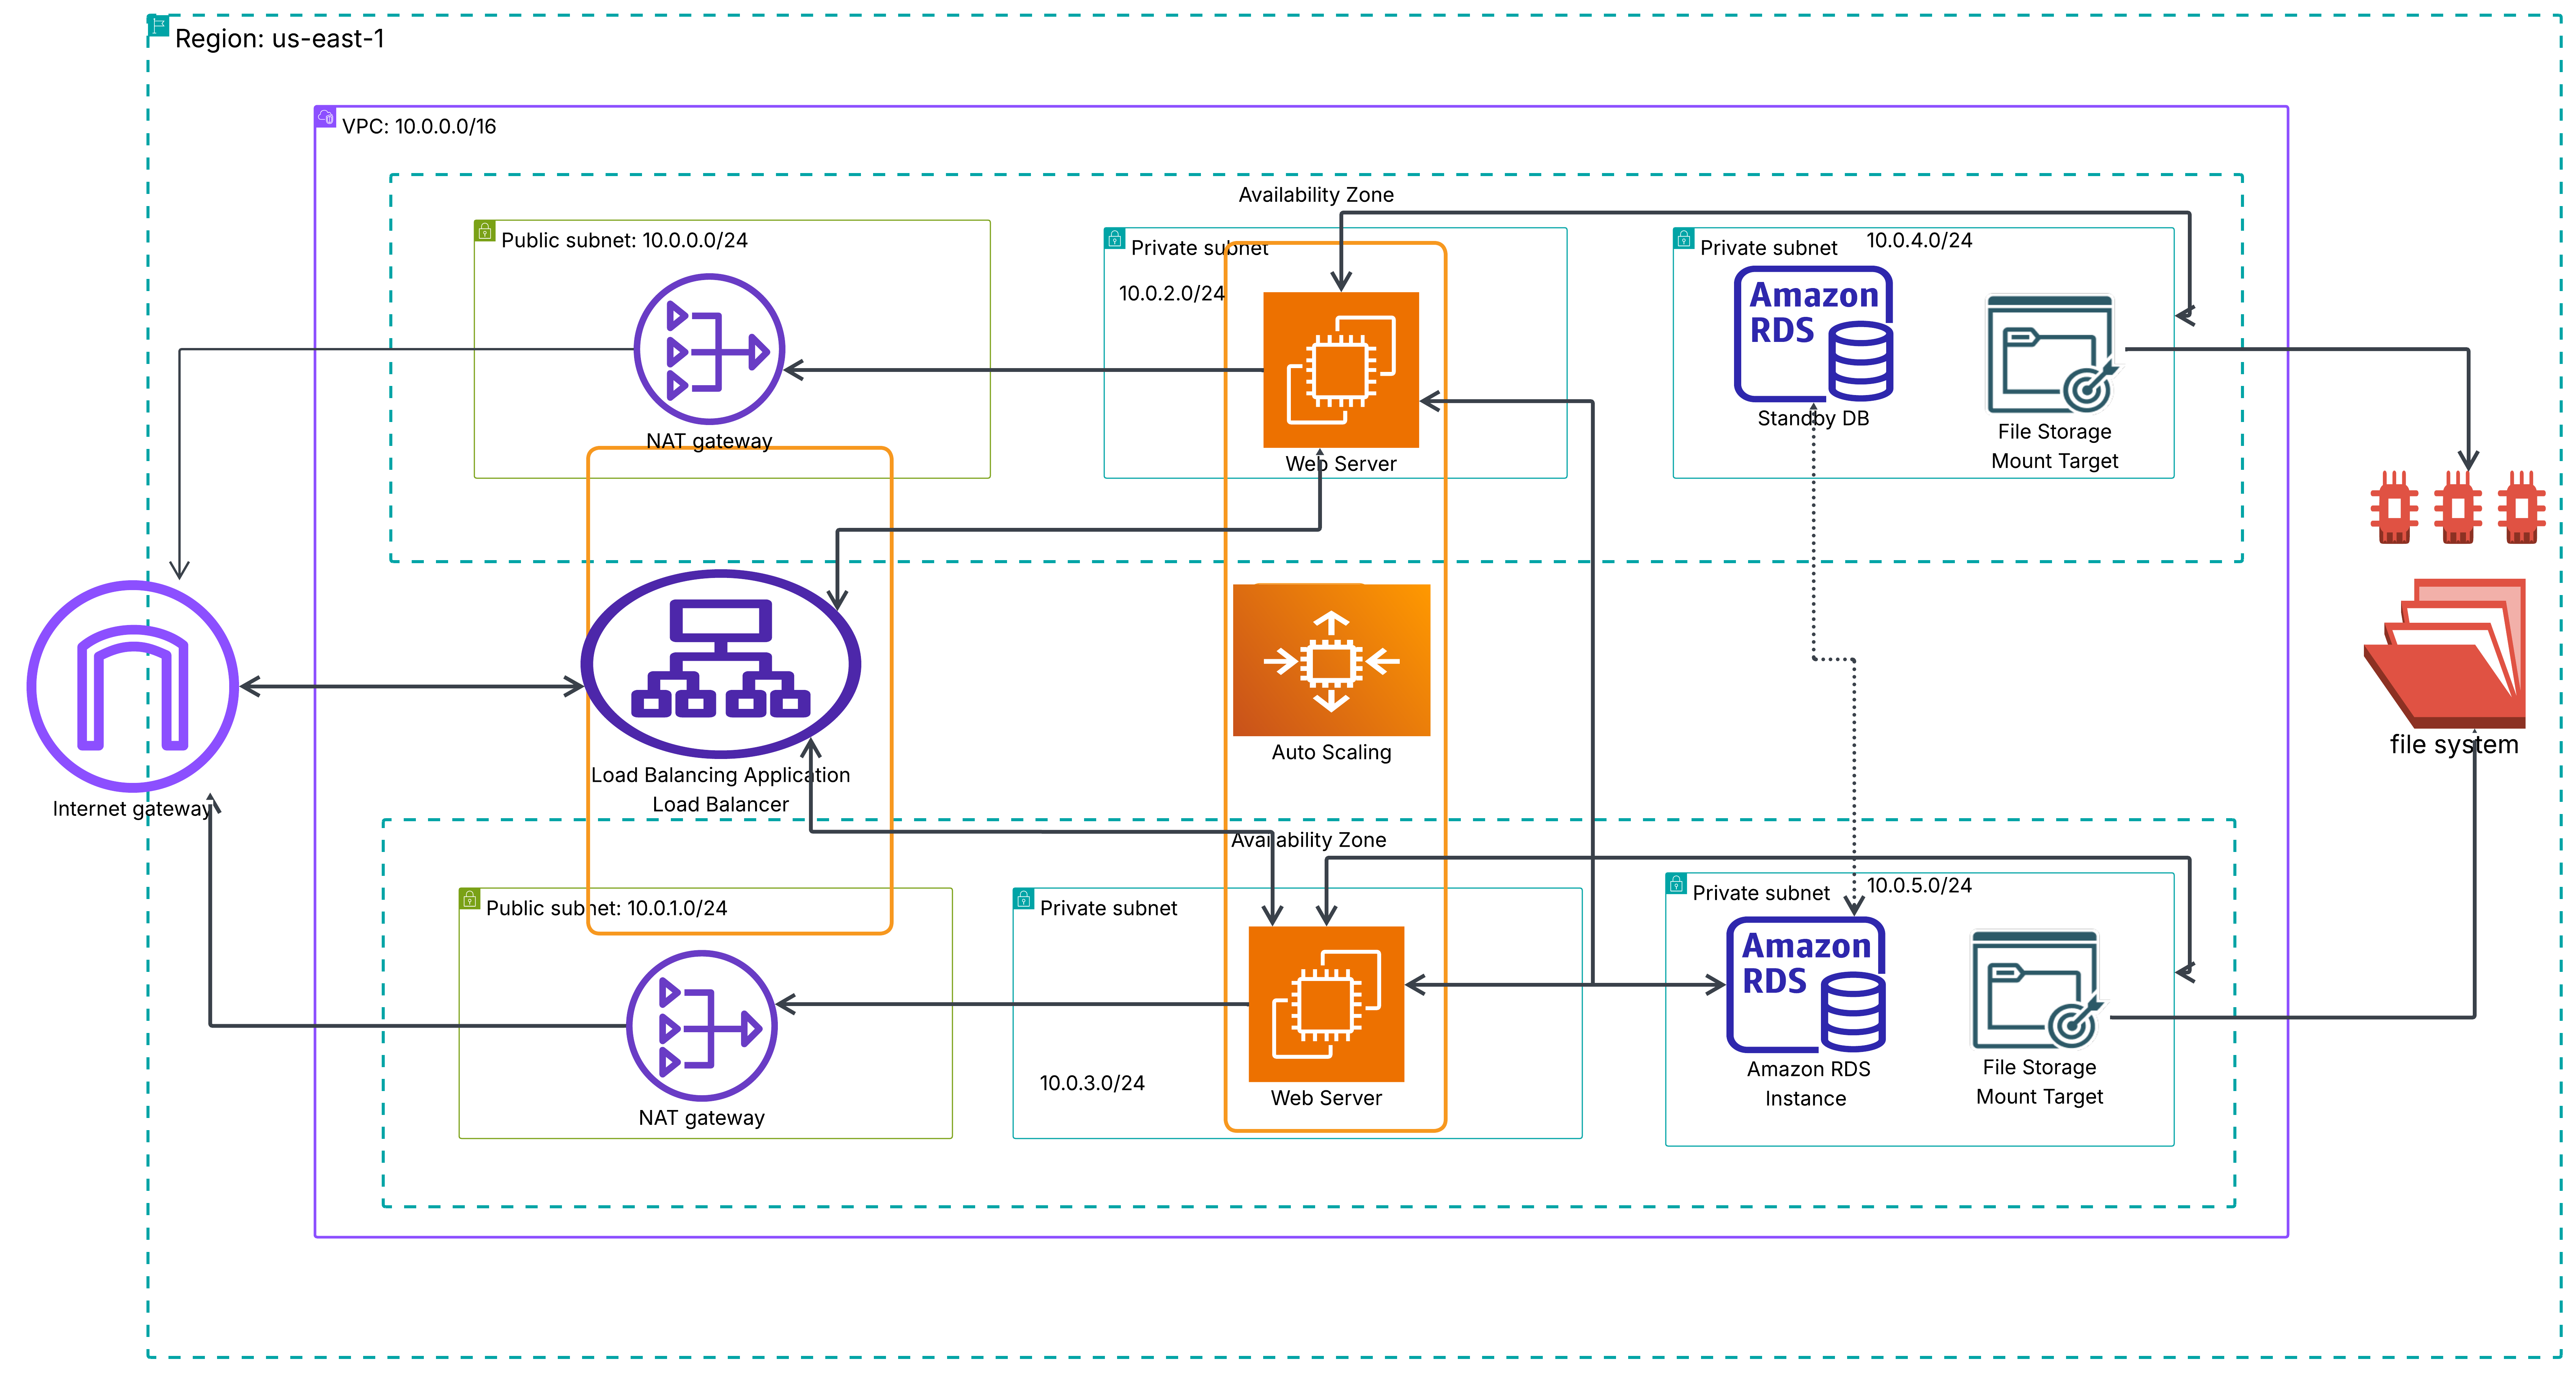 Region: us-east-1
VPC: 10.0.0.0/16
Availability Zone
Public subnet: 10.0.0.0/24
NAT gateway
Private subnet
10.0.2.0/24
Web Server
Private subnet
10.0.4.0/24
Amazon
RDS
Standby DB
File Storage
Mount Target
Internet gateway
Load Balancing Application
Load Balancer
Auto Scaling
file system
Availability Zone
Public subnet: 10.0.1.0/24
NAT gateway
Private subnet
10.0.3.0/24
Web Server
Private subnet
10.0.5.0/24
Amazon
RDS
Amazon RDS
Instance
File Storage
Mount Target